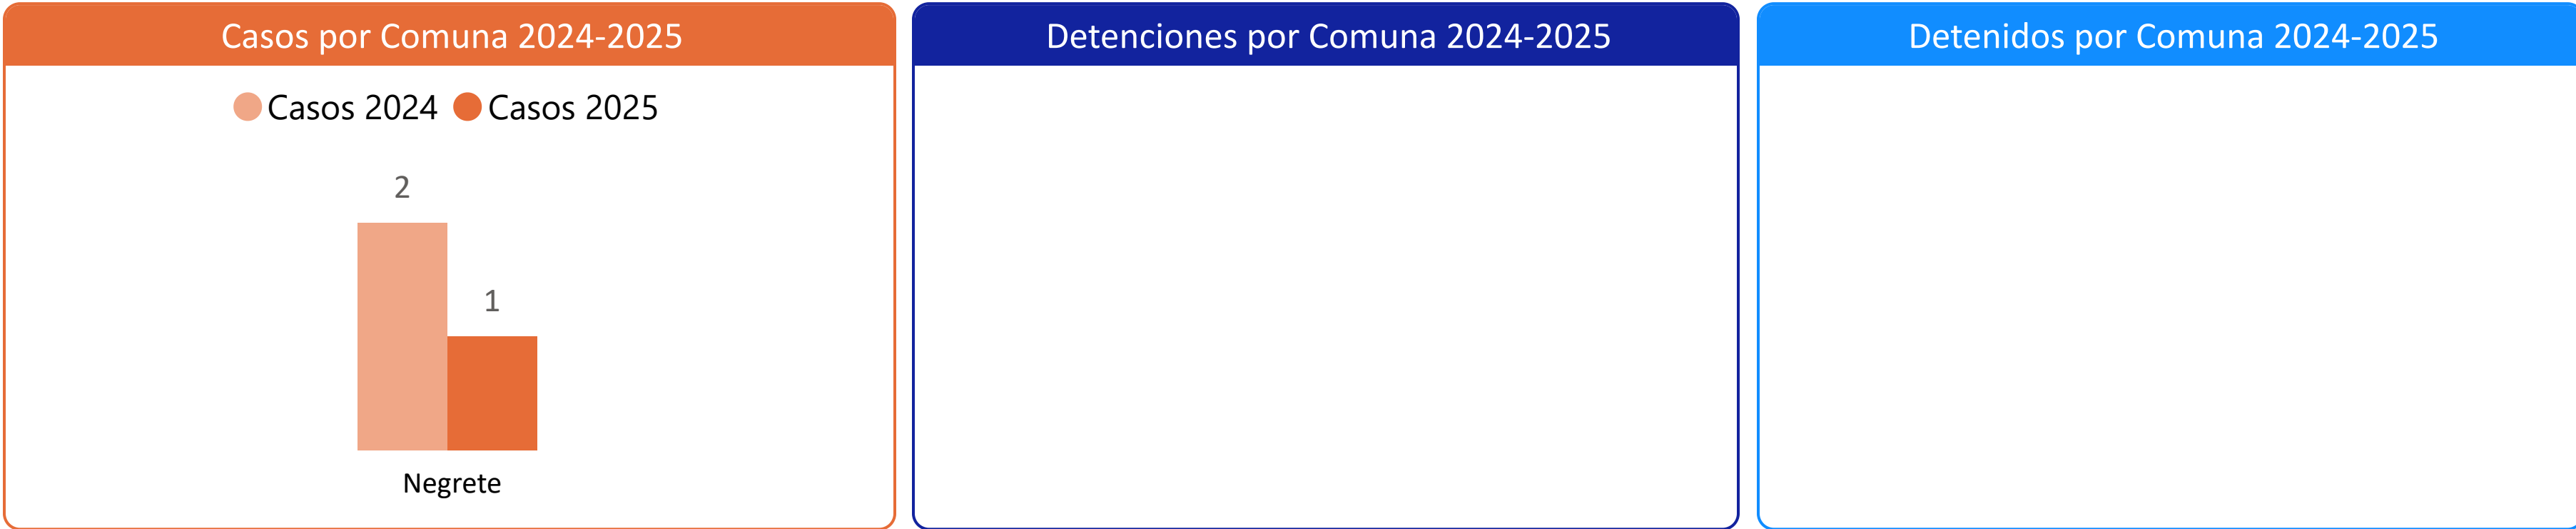 Casos por Comuna 2024-2025
Casos 2024 Casos 2025
2
1
Negrete
Detenciones por Comuna 2024-2025
Detenidos por Comuna 2024-2025